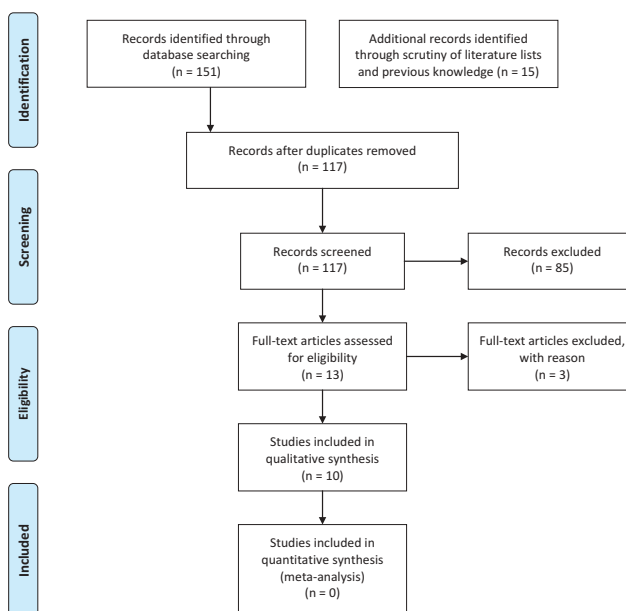 Identification
Records identified through
database searching
(n = 151)
Additional records identified
through scrutiny of literature lists
and previous knowledge (n = 15)
Records after duplicates removed
(n = 117)
Screening
Records screened
(n = 117)
Records excluded
(n = 85)
Eligibility
Full-text articles assessed
for eligibility
(n = 13)
Full-text articles excluded,
with reason
(n = 3)
Studies included in
qualitative synthesis
(n = 10)
Included
Studies included in
quantitative synthesis
(meta-analysis)
(n = 0)